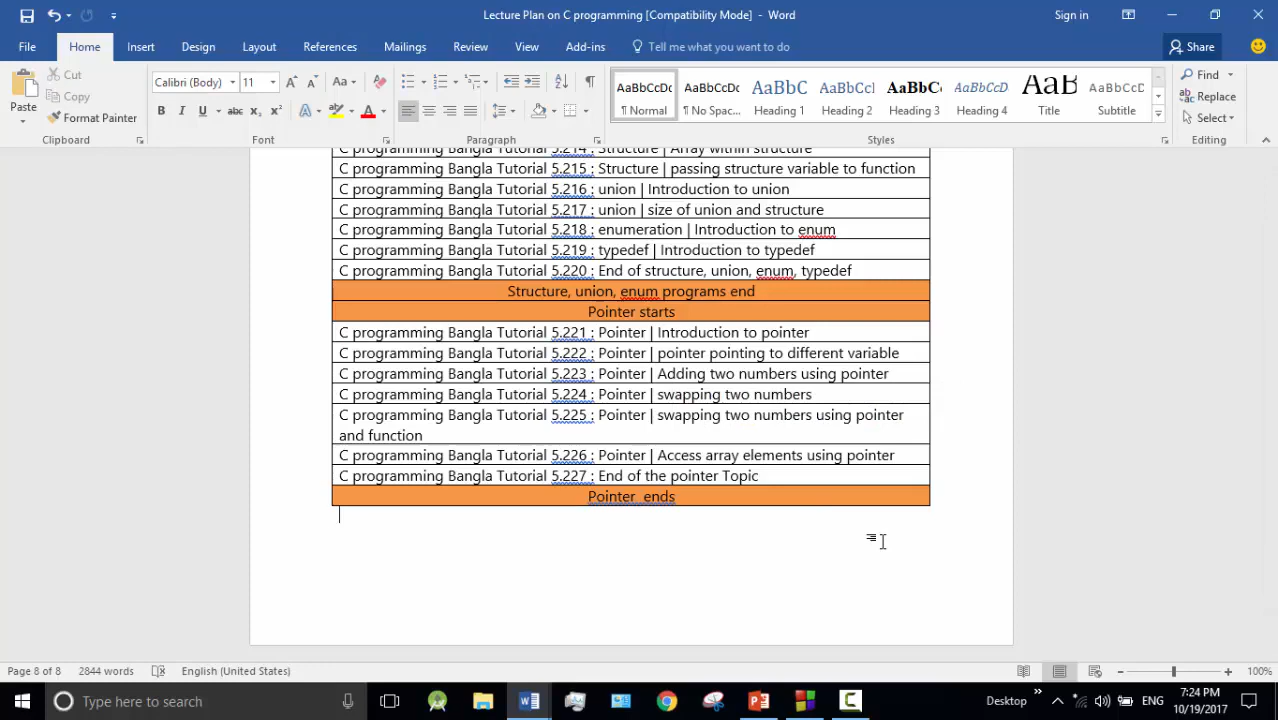 Lecture Plan on C programming [Compatibility Mode] - Word
Sign in
File Home Insert Design Layout References Mailings Review View Add-ins Tell me what you want to do Share
Paste
Cut
Copy
Format Painter
Clipboard
Calibri (Body) 11
Font
Paragraph
AaBbCcDc AaBbCcDc AaBbC AaBbCcI AaBbCc AaBbCcD. AaB AaBbCcD
¶ Normal ¶ No Spac... Heading 1 Heading 2 Heading 3 Heading 4 Title Subtitle
Styles
Find
Replace
Select
Editing
C programming Bangla Tutorial 5.214 : Structure | Array within structure
C programming Bangla Tutorial 5.215 : Structure | passing structure variable to function
C programming Bangla Tutorial 5.216 : union | Introduction to union
C programming Bangla Tutorial 5.217 : union | size of union and structure
C programming Bangla Tutorial 5.218 : enumeration | Introduction to enum
C programming Bangla Tutorial 5.219 : typedef | Introduction to typedef
C programming Bangla Tutorial 5.220 : End of structure, union, enum, typedef
Structure, union, enum programs end
Pointer starts
C programming Bangla Tutorial 5.221 : Pointer | Introduction to pointer
C programming Bangla Tutorial 5.222 : Pointer | pointer pointing to different variable
C programming Bangla Tutorial 5.223 : Pointer | Adding two numbers using pointer
C programming Bangla Tutorial 5.224 : Pointer | swapping two numbers
C programming Bangla Tutorial 5.225 : Pointer | swapping two numbers using pointer
and function
C programming Bangla Tutorial 5.226 : Pointer | Access array elements using pointer
C programming Bangla Tutorial 5.227 : End of the pointer Topic
Pointer  ends
Page 8 of 8 2844 words English (United States) 100%
Type here to search
Desktop
ENG
7:24 PM
10/19/2017